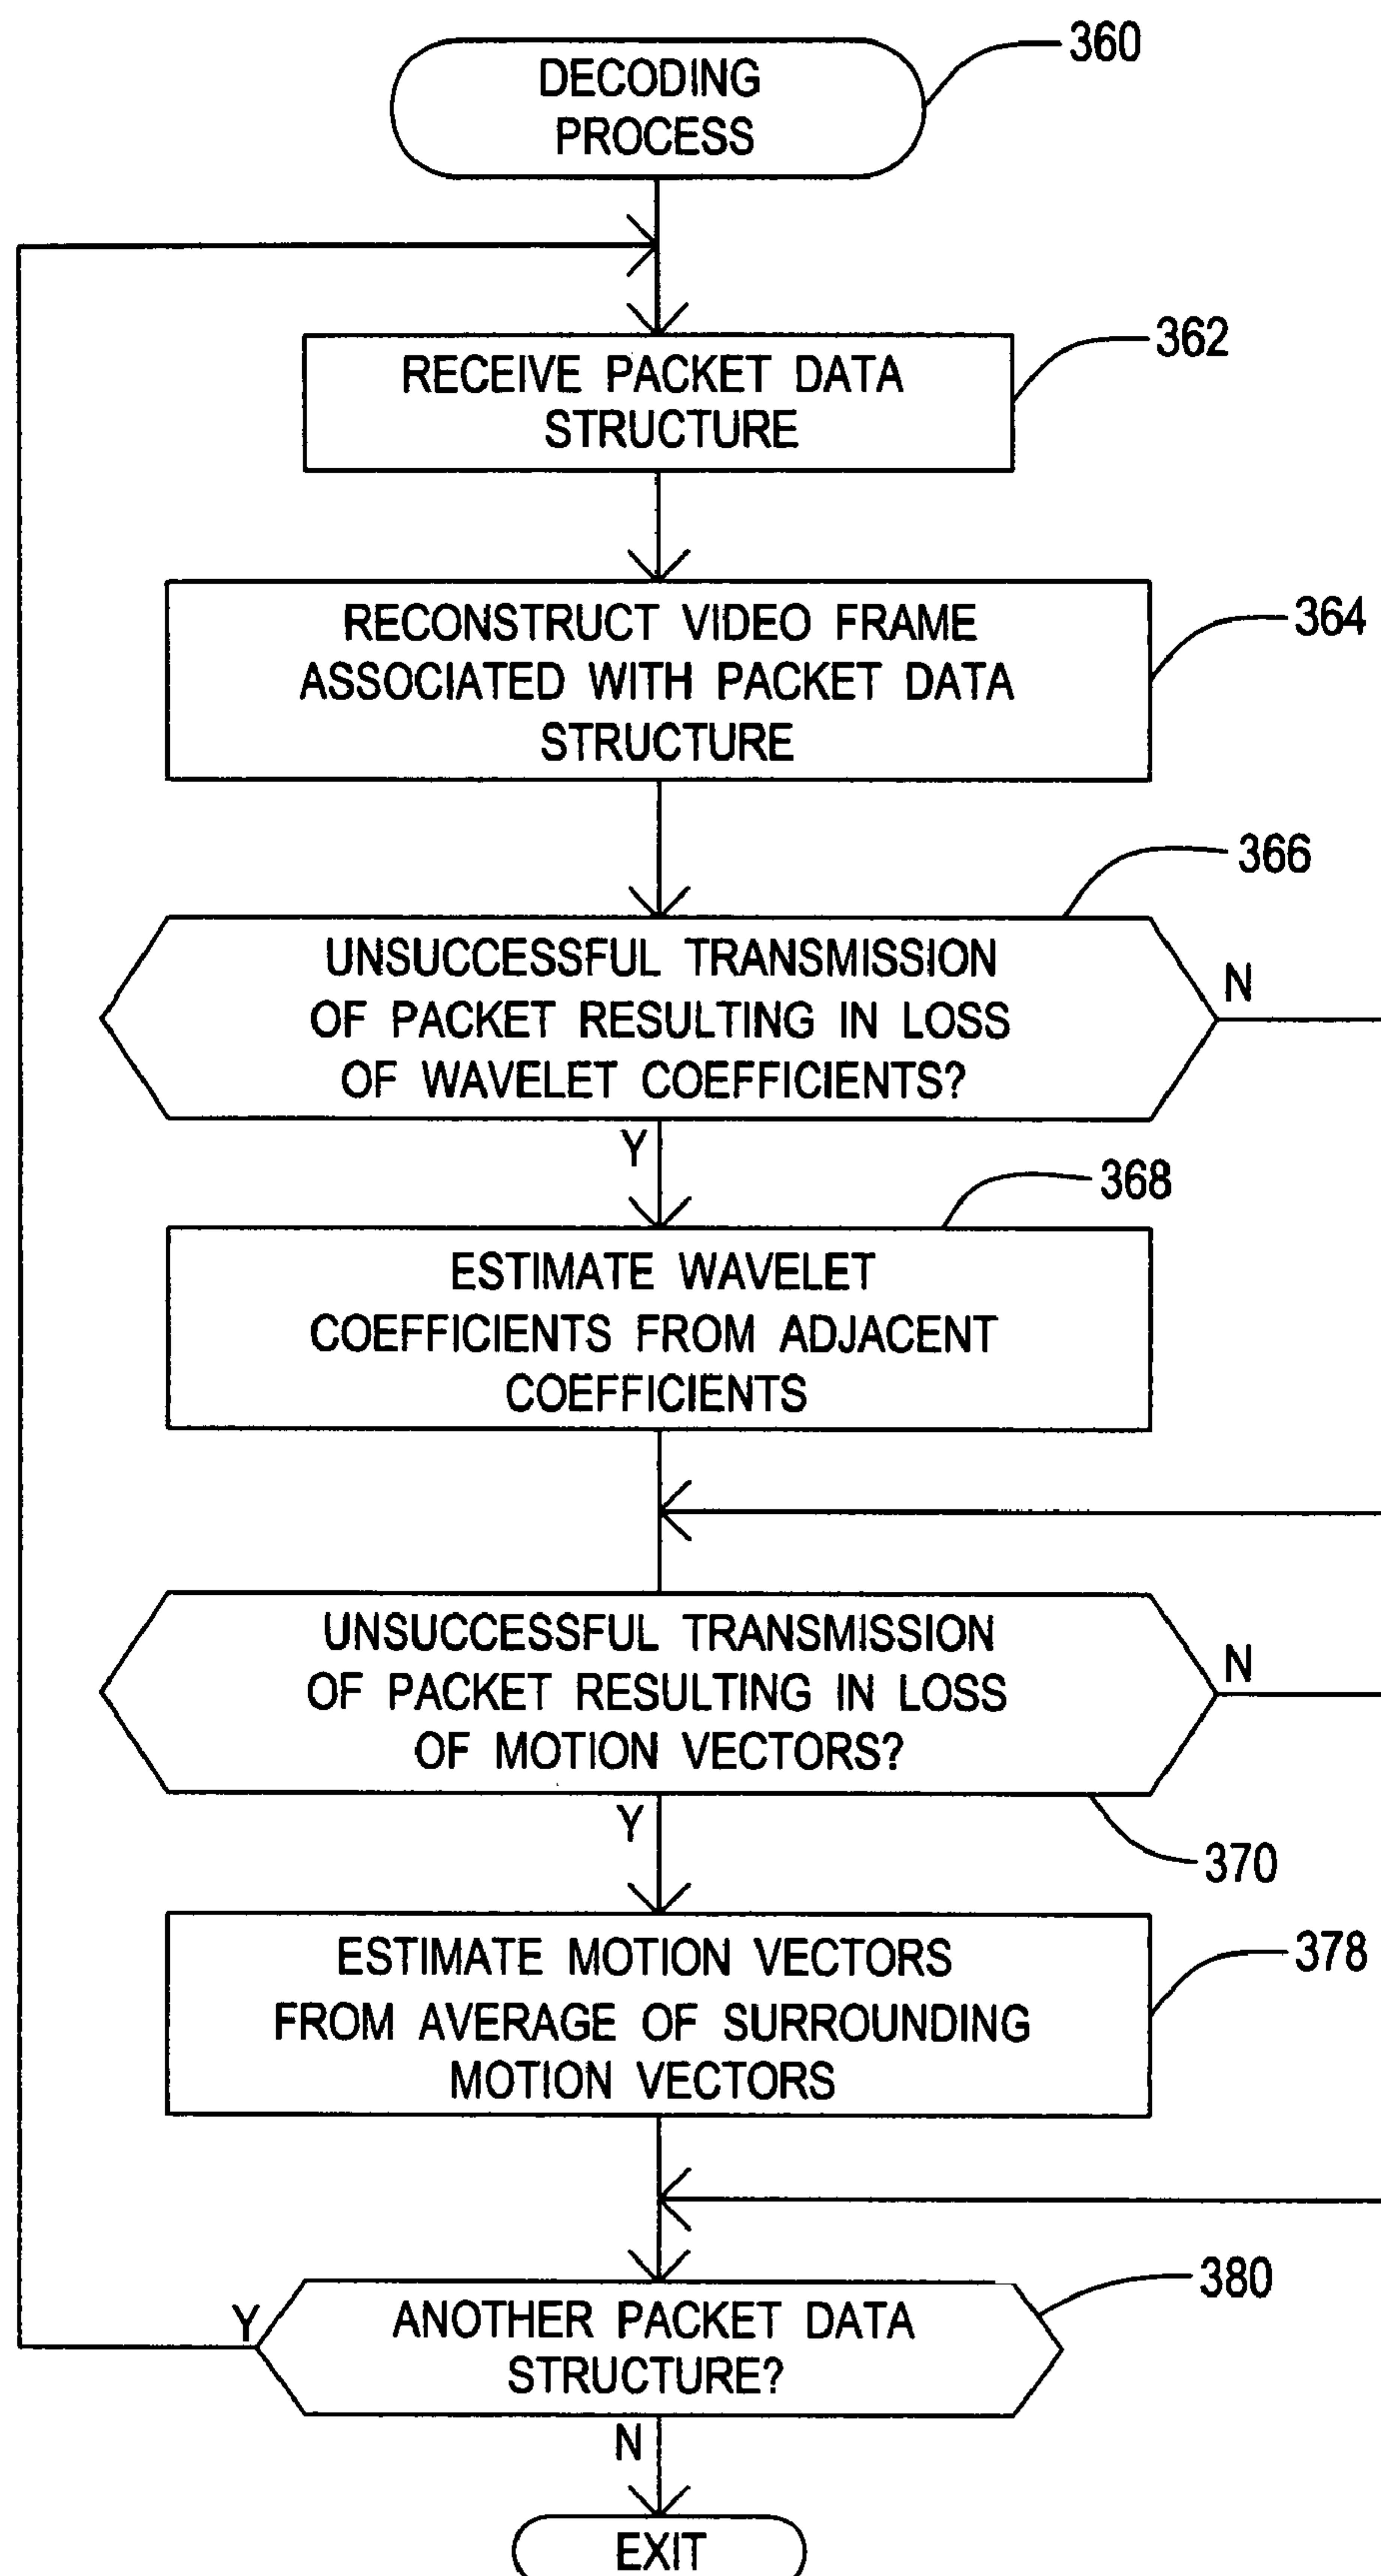 DECODING
PROCESS
360
RECEIVE PACKET DATA
STRUCTURE
362
RECONSTRUCT VIDEO FRAME
ASSOCIATED WITH PACKET DATA
STRUCTURE
364
366
UNSUCCESSFUL TRANSMISSION
OF PACKET RESULTING IN LOSS
OF WAVELET COEFFICIENTS?
N
Y
368
ESTIMATE WAVELET
COEFFICIENTS FROM ADJACENT
COEFFICIENTS
UNSUCCESSFUL TRANSMISSION
OF PACKET RESULTING IN LOSS
OF MOTION VECTORS?
N
Y
370
ESTIMATE MOTION VECTORS
FROM AVERAGE OF SURROUNDING
MOTION VECTORS
378
380
ANOTHER PACKET DATA
STRUCTURE?
Y
N
EXIT